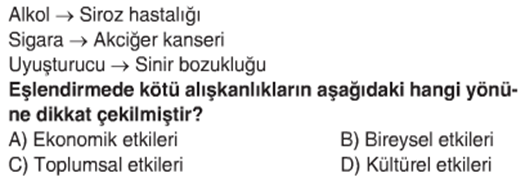 Alkol → Siroz hastalığı
Sigara → Akciğer kanseri
Uyuşturucu → Sinir bozukluğu
Eşlendirmede kötü alışkanlıkların aşağıdaki hangi yönü-
ne dikkat çekilmiştir?
A) Ekonomik etkileri B) Bireysel etkileri
C) Toplumsal etkileri D) Kültürel etkileri